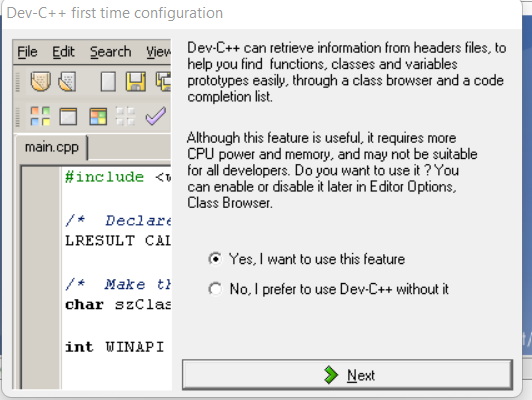 Dev-C++ first time configuration
File Edit Search View
main.cpp
#include <w
/* Declare
LRESULT CAL
/* Make th
char szClas
int WINAPI
Dev-C++ can retrieve information from headers files, to
help you find functions, classes and variables
prototypes easily, through a class browser and a code
completion list.
Although this feature is useful, it requires more
CPU power and memory, and may not be suitable
for all developers. Do you want to use it ? You
can enable or disable it later in Editor Options,
Class Browser.
Yes, I want to use this feature
No, I prefer to use Dev-C++ without it
Next